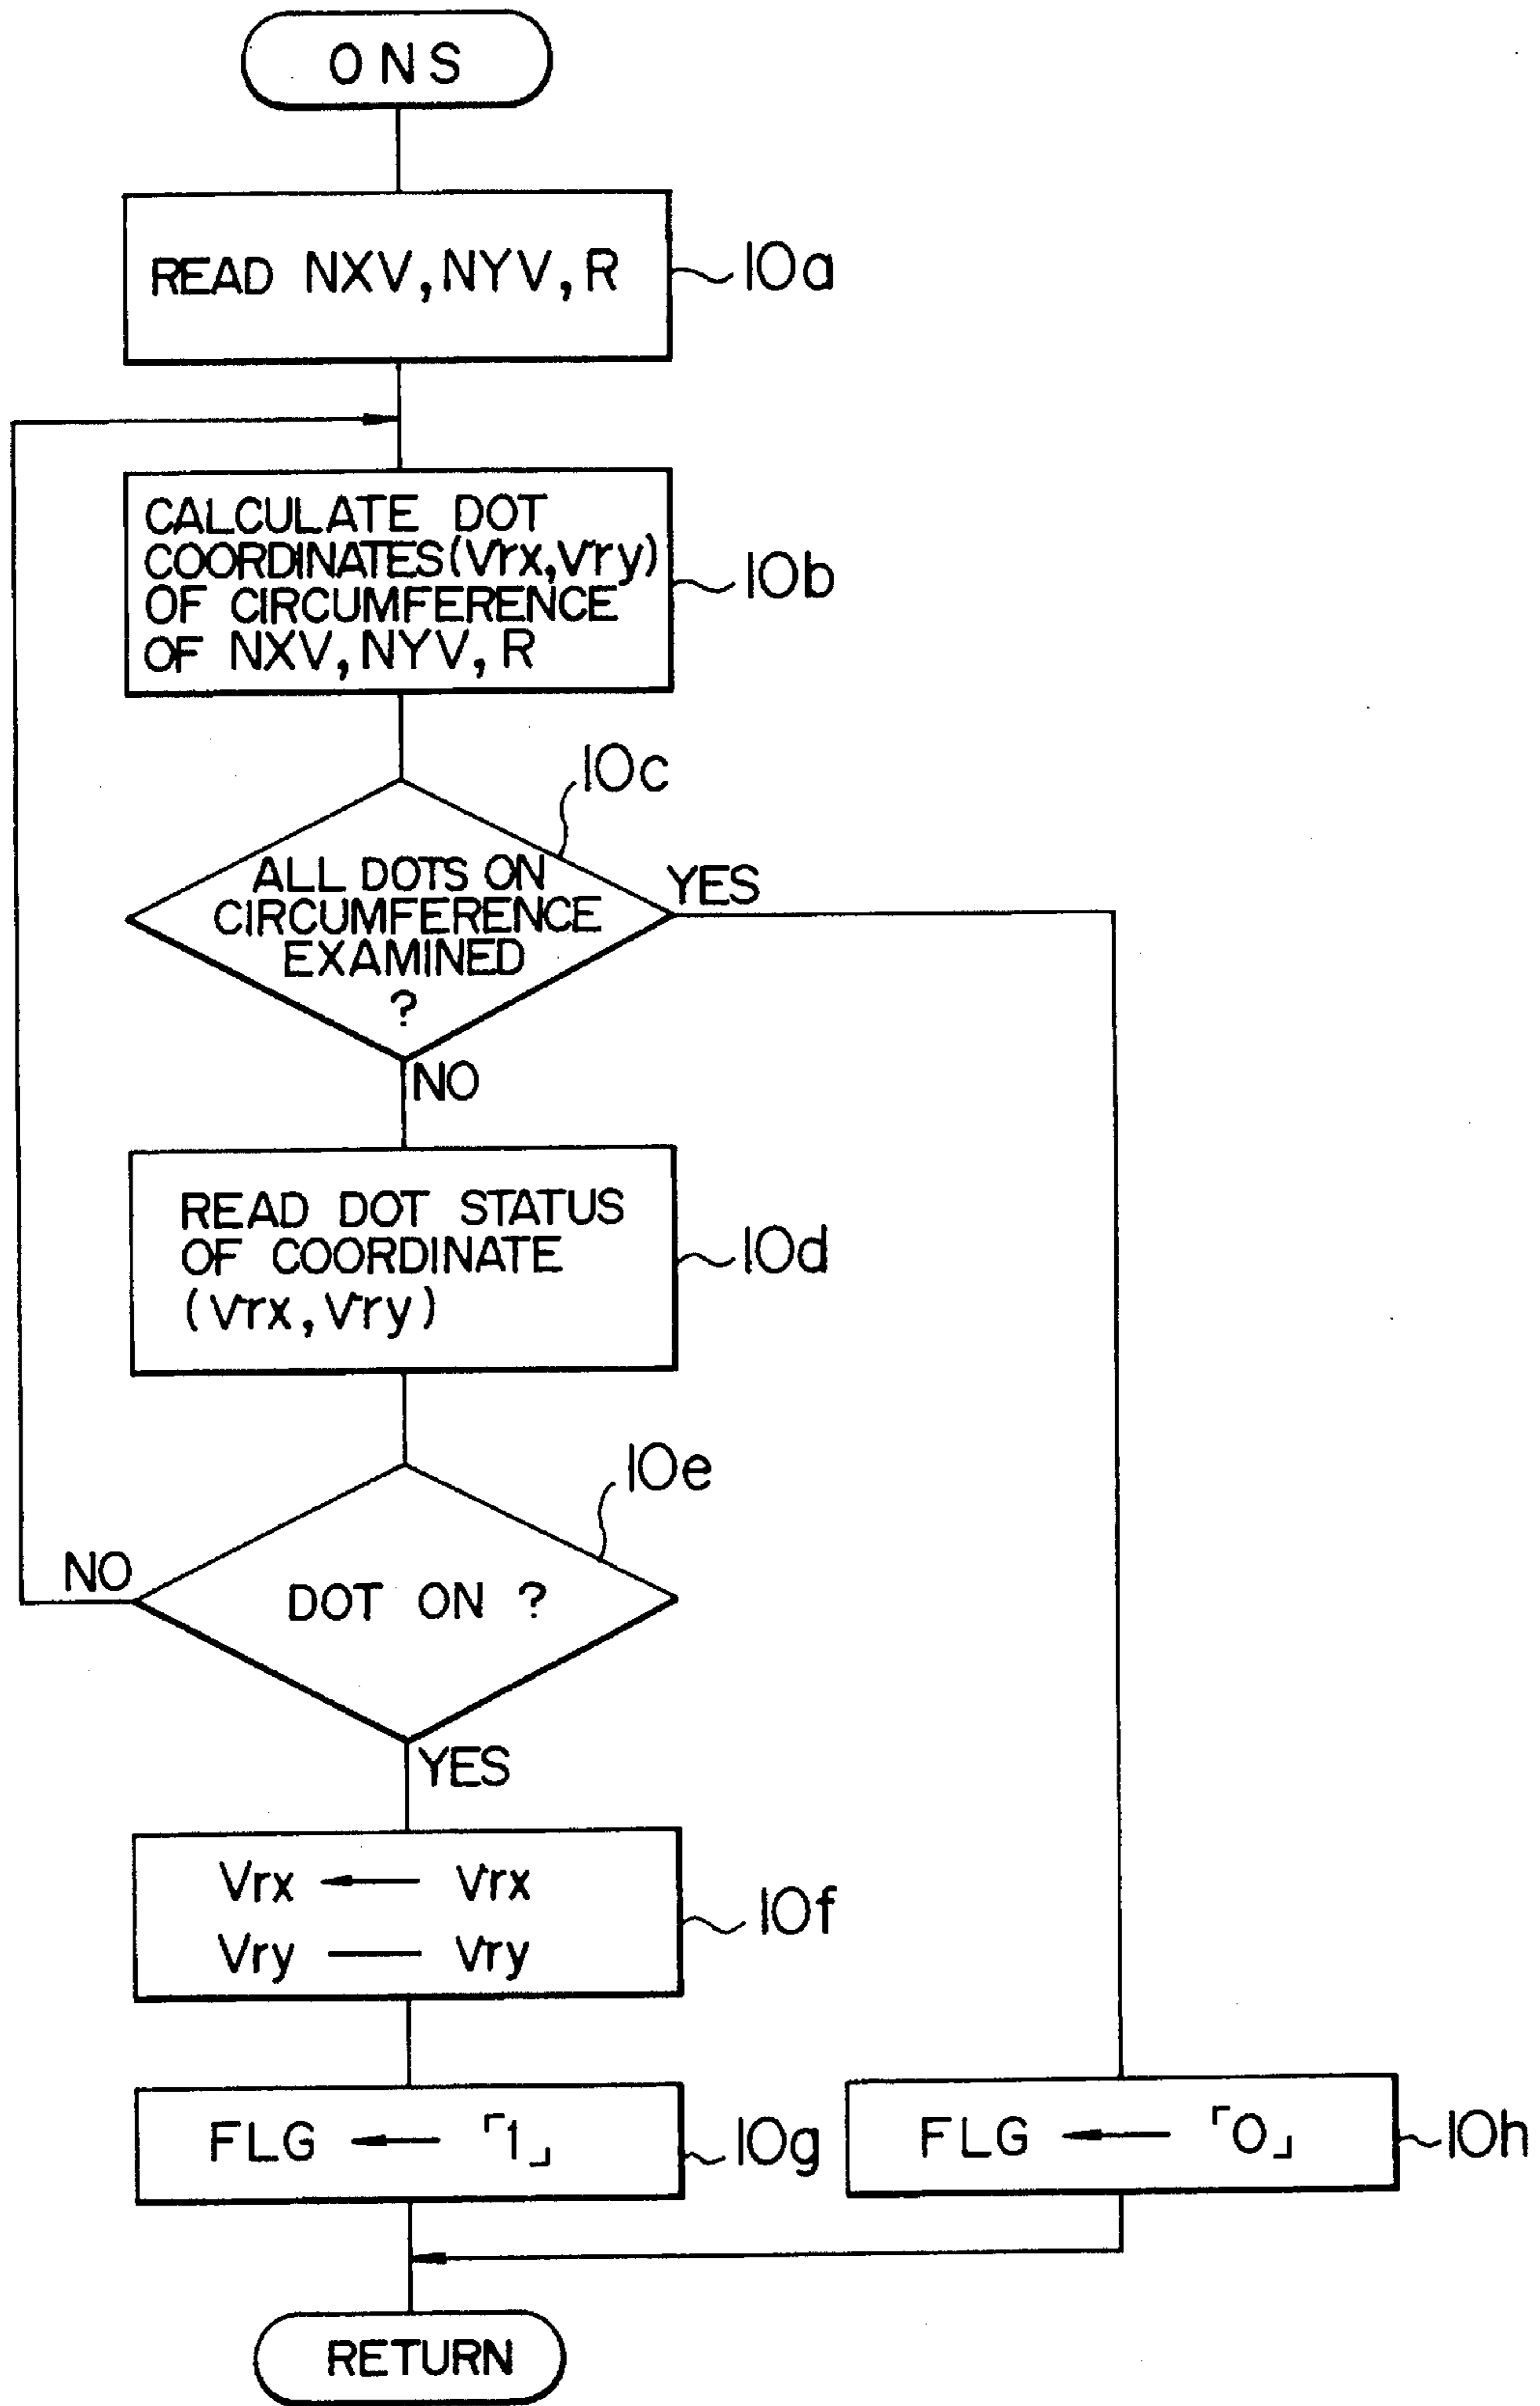 ONS
READ NXV, NYV, R
10a
CALCULATE DOT
COORDINATES(Vrx,Vry)
OF CIRCUMFERENCE
OF NXV, NYV, R
10b
10c
ALL DOTS ON
CIRCUMFERENCE
EXAMINED
?
YES
NO
READ DOT STATUS
OF COORDINATE
(Vrx, Vry)
10d
10e
DOT ON ?
NO
YES
Vrx ← Vrx
Vry — Vry
10f
FLG ← 「1」
10g
FLG ← 「0」
10h
RETURN